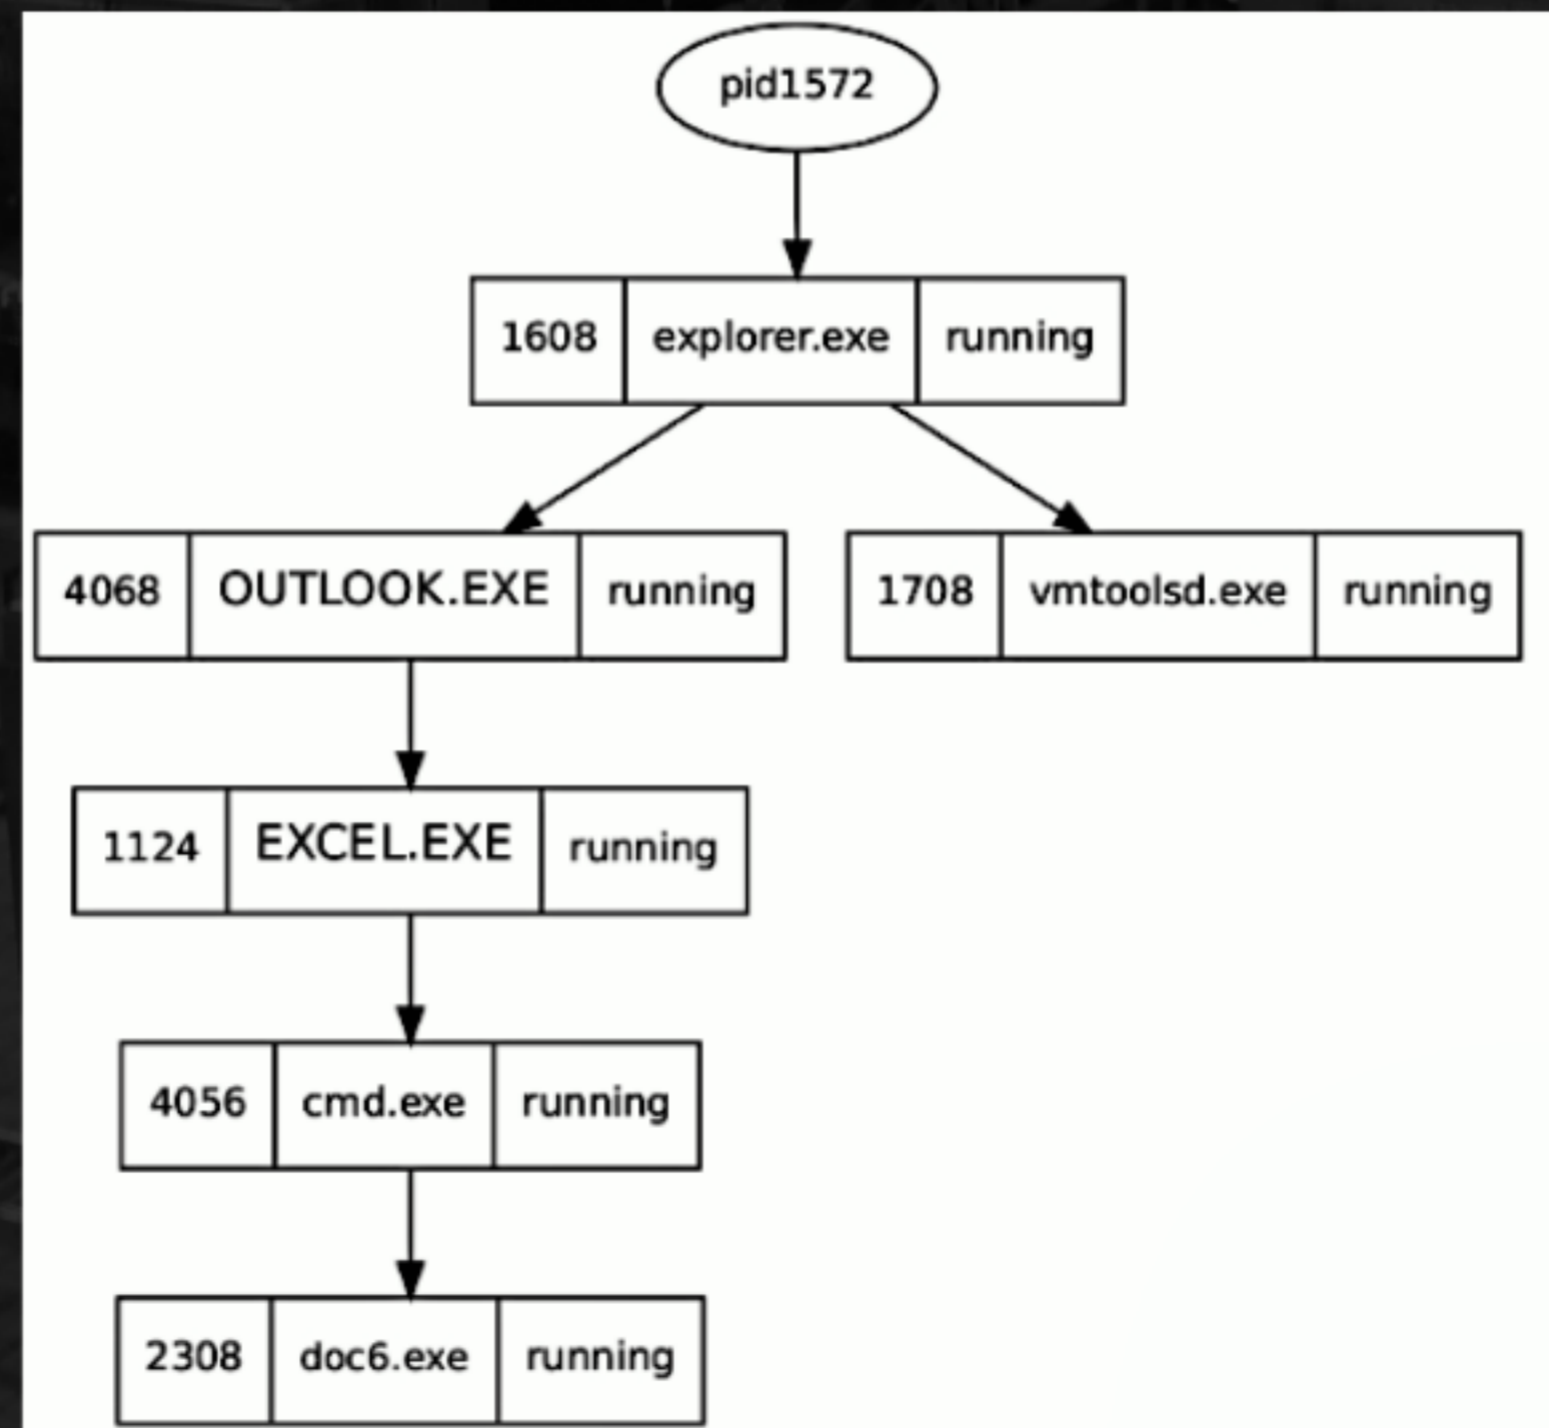 pid1572
1608 explorer.exe running
4068 OUTLOOK.EXE running
1708 vmtoolsd.exe running
1124 EXCEL.EXE running
4056 cmd.exe running
2308 doc6.exe running